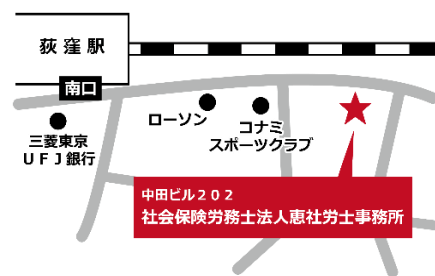 荻窪駅
南口
ローソン
コナミ
スポーツクラブ
三菱東京
ＵＦＪ銀行
中田ビル２０２
社会保険労務士法人恵社労士事務所